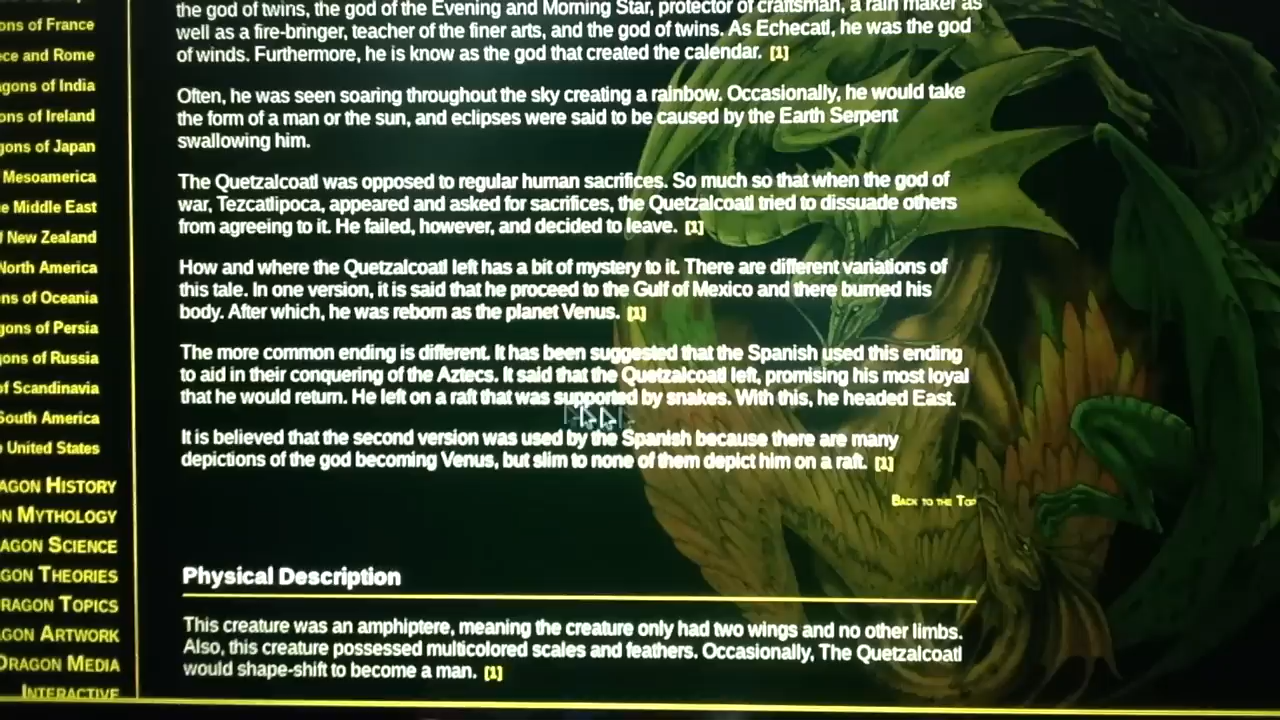 ons of France
ce and Rome
gons of India
ons of Ireland
gons of Japan
Mesoamerica
e Middle East
New Zealand
North America
ns of Oceania
gons of Persia
gons of Russia
of Scandinavia
South America
United States
AGON HISTORY
N MYTHOLOGY
AGON SCIENCE
GON THEORIES
RAGON TOPICS
GON ARTWORK
DRAGON MEDIA
INTERACTIVE
the god of twins, the god of the Evening and Morning Star, protector of craftsman, a rain maker as
well as a fire-bringer, teacher of the finer arts, and the god of twins. As Echecatl, he was the god
of winds. Furthermore, he is know as the god that created the calendar. [1]
Often, he was seen soaring throughout the sky creating a rainbow. Occasionally, he would take
the form of a man or the sun, and eclipses were said to be caused by the Earth Serpent
swallowing him.
The Quetzalcoatl was opposed to regular human sacrifices. So much so that when the god of
war, Tezcatlipoca, appeared and asked for sacrifices, the Quetzalcoatl tried to dissuade others
from agreeing to it. He failed, however, and decided to leave. [1]
How and where the Quetzalcoatl left has a bit of mystery to it. There are different variations of
this tale. In one version, it is said that he proceed to the Gulf of Mexico and there burned his
body. After which, he was reborn as the planet Venus. [1]
The more common ending is different. It has been suggested that the Spanish used this ending
to aid in their conquering of the Aztecs. It said that the Quetzalcoatl left, promising his most loyal
that he would return. He left on a raft that was supported by snakes. With this, he headed East.
It is believed that the second version was used by the Spanish because there are many
depictions of the god becoming Venus, but slim to none of them depict him on a raft. [1]
BACK TO THE TOP
Physical Description
This creature was an amphiptere, meaning the creature only had two wings and no other limbs.
Also, this creature possessed multicolored scales and feathers. Occasionally, The Quetzalcoatl
would shape-shift to become a man. [1]